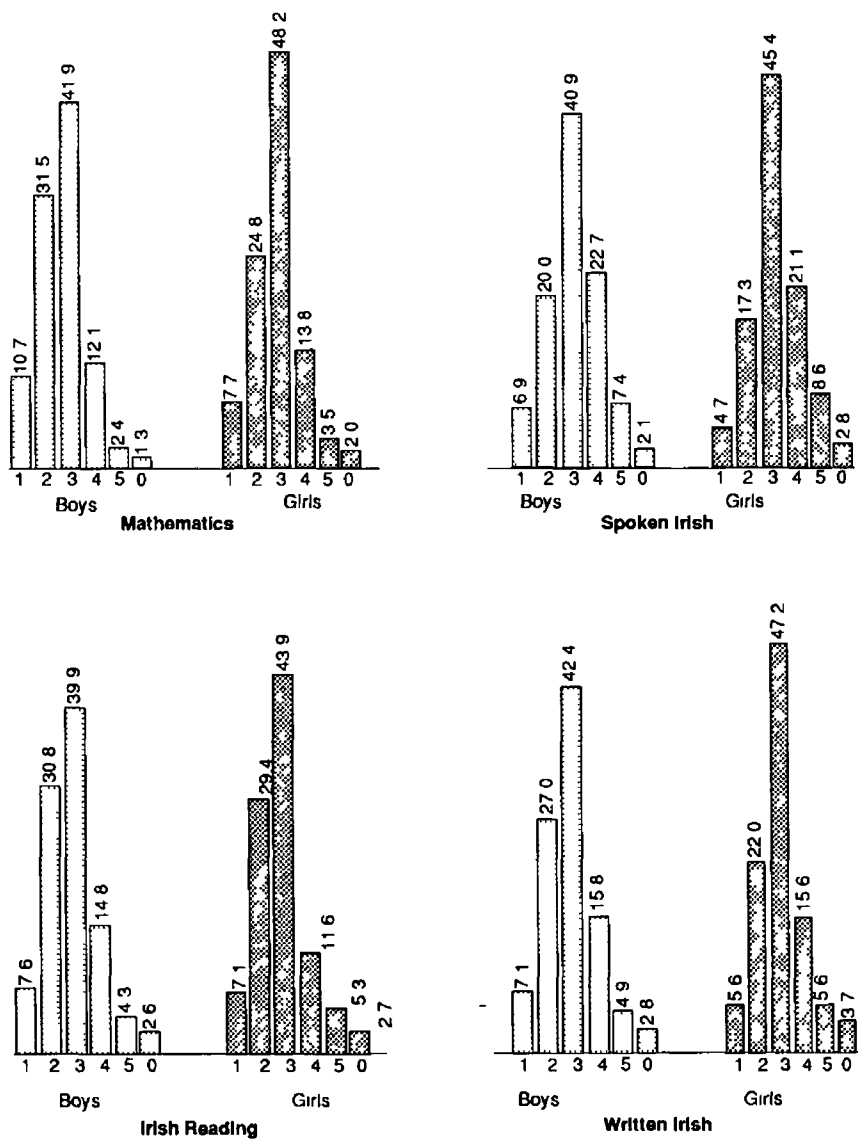 10 7 31 5 41 9 12 1 2 4 1 3 7 7 24 8 48 2 13 8 3 5 2 0
1 2 3 4 5 0 1 2 3 4 5 0
Boys Girls
Mathematics
6 9 20 0 40 9 22 7 7 4 2 1 4 7 17 3 45 4 21 1 8 6 2 8
1 2 3 4 5 0 1 2 3 4 5 0
Boys Girls
Spoken Irish
7 6 30 8 39 9 14 8 4 3 2 6 7 1 29 4 43 9 11 6 5 3 2 7
1 2 3 4 5 0 1 2 3 4 5 0
Boys Girls
Irish Reading
7 1 27 0 42 4 15 8 4 9 2 8 5 6 22 0 47 2 15 6 5 6 3 7
1 2 3 4 5 0 1 2 3 4 5 0
Boys Girls
Written Irish